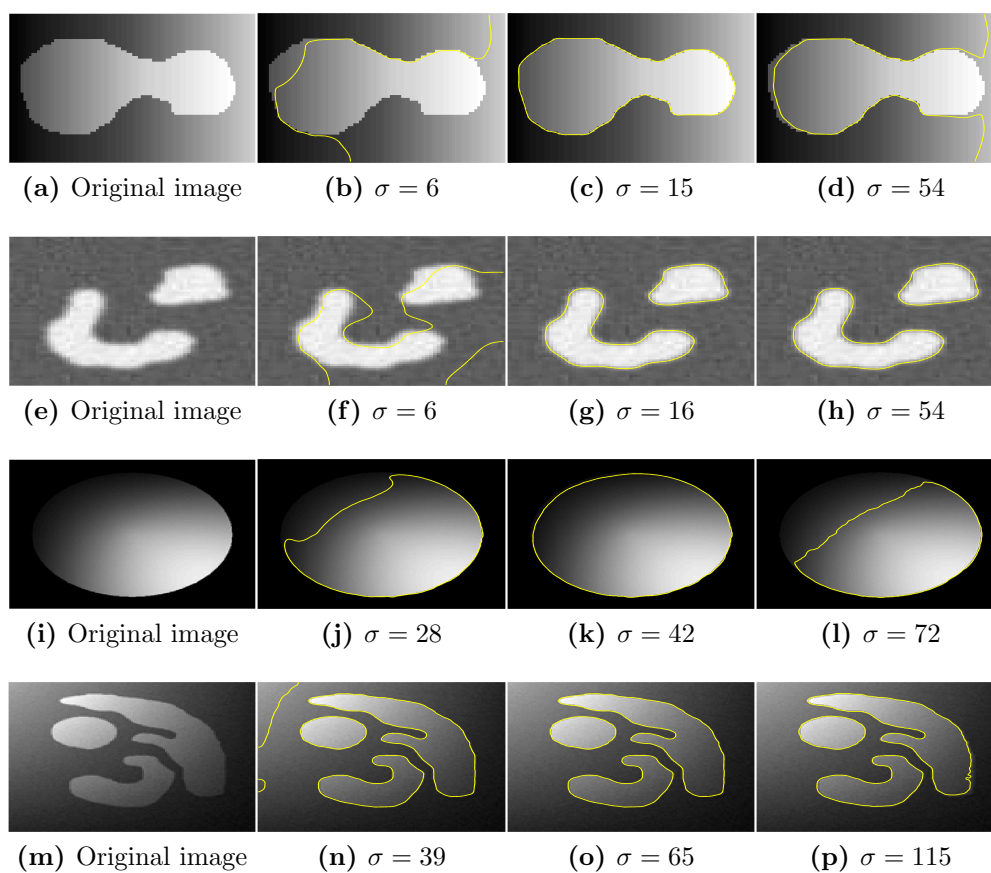 (a) Original image (b) σ = 6 (c) σ = 15 (d) σ = 54
(e) Original image (f) σ = 6 (g) σ = 16 (h) σ = 54
(i) Original image (j) σ = 28 (k) σ = 42 (l) σ = 72
(m) Original image (n) σ = 39 (o) σ = 65 (p) σ = 115